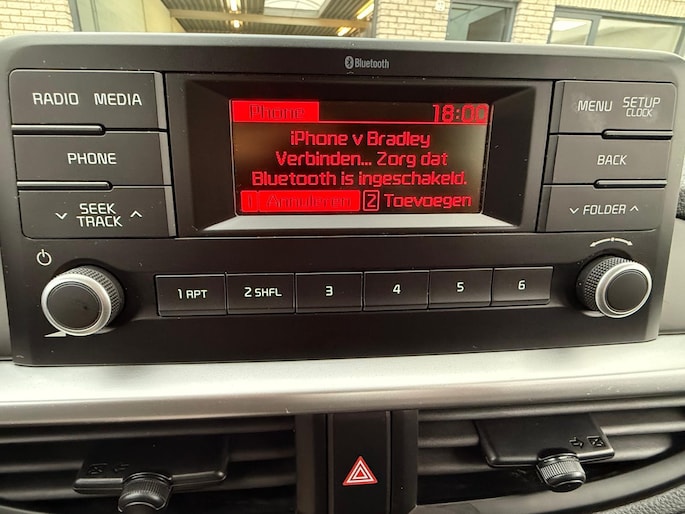 Bluetooth
RADIO MEDIA
Phone 18:00
MENU SETUP
CLOCK
iPhone v Bradley
PHONE
Verbinden... Zorg dat
BACK
Bluetooth is ingeschakeld.
SEEK
TRACK
1 Annuleren 2 Toevoegen
FOLDER
1 RPT 2 SHFL 3 4 5 6